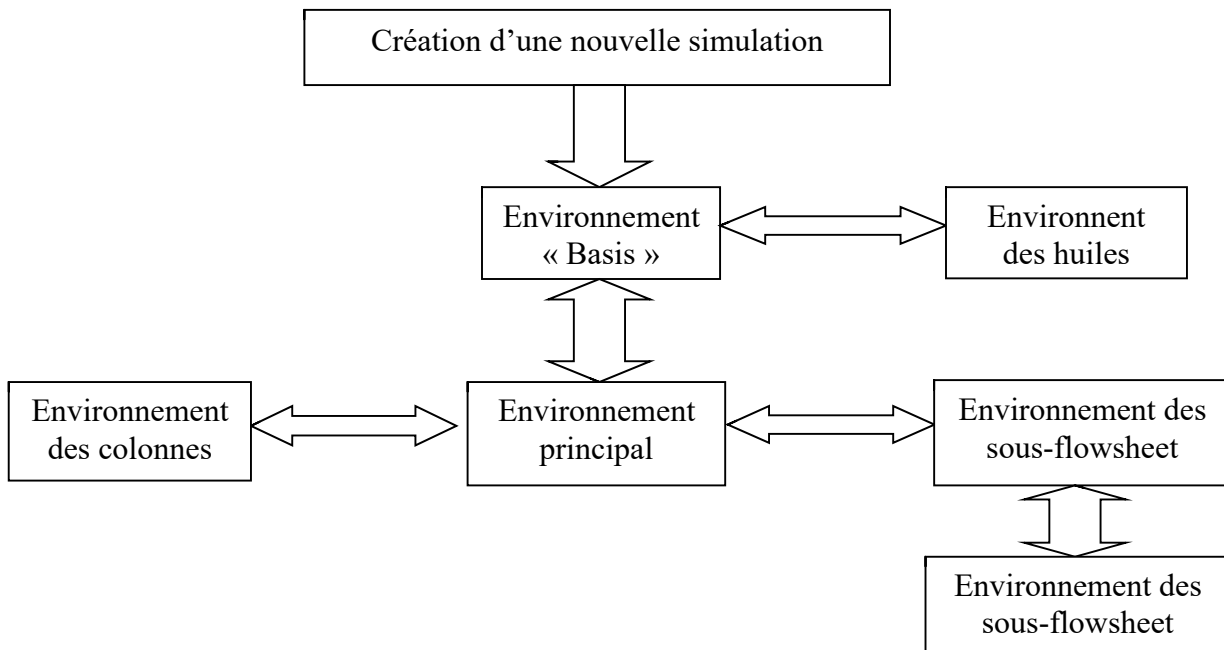 Création d’une nouvelle simulation
Environnement
« Basis »
Environnent
des huiles
Environnement
des colonnes
Environnement
principal
Environnement des
sous-flowsheet
Environnement des
sous-flowsheet